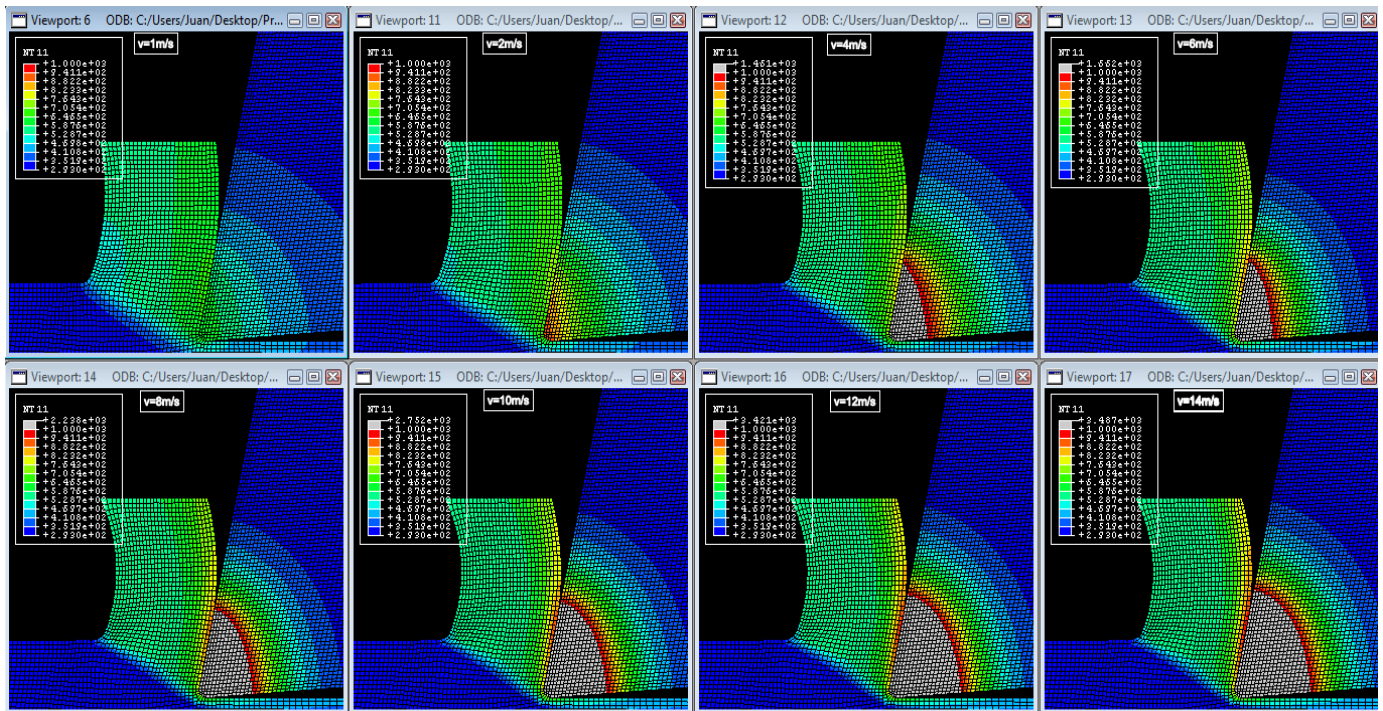 Viewport: 6 ODB: C:/Users/Juan/Desktop/Pr...
v=1m/s
NT11
+1.000e+03
+9.411e+02
+8.822e+02
+8.233e+02
+7.643e+02
+7.054e+02
+6.465e+02
+5.876e+02
+5.287e+02
+4.698e+02
+4.108e+02
+3.519e+02
+2.930e+02
Viewport: 11 ODB: C:/Users/Juan/Desktop/...
v=2m/s
NT11
+1.000e+03
+9.411e+02
+8.822e+02
+8.233e+02
+7.643e+02
+7.054e+02
+6.465e+02
+5.876e+02
+5.287e+02
+4.698e+02
+4.108e+02
+3.519e+02
+2.930e+02
Viewport: 12 ODB: C:/Users/Juan/Desktop/...
v=4m/s
NT11
+1.000e+03
+9.411e+02
+8.822e+02
+8.232e+02
+7.643e+02
+7.054e+02
+6.465e+02
+5.876e+02
+5.287e+02
+4.697e+02
+4.108e+02
+3.519e+02
+2.930e+02
Viewport: 13 ODB: C:/Users/Juan/Desktop/...
v=6m/s
NT11
+1.000e+03
+9.411e+02
+8.822e+02
+8.232e+02
+7.643e+02
+7.054e+02
+6.465e+02
+5.876e+02
+5.287e+02
+4.697e+02
+4.108e+02
+3.519e+02
+2.930e+02
Viewport: 14 ODB: C:/Users/Juan/Desktop/...
v=8m/s
NT11
+2.238e+03
+1.000e+03
+9.411e+02
+8.822e+02
+8.232e+02
+7.643e+02
+7.054e+02
+6.465e+02
+5.876e+02
+5.287e+02
+4.697e+02
+4.108e+02
+3.519e+02
+2.930e+02
Viewport: 15 ODB: C:/Users/Juan/Desktop/...
v=10m/s
NT11
+2.752e+03
+1.000e+03
+9.411e+02
+8.822e+02
+8.232e+02
+7.643e+02
+7.054e+02
+6.465e+02
+5.876e+02
+5.287e+02
+4.697e+02
+4.108e+02
+3.519e+02
+2.930e+02
Viewport: 16 ODB: C:/Users/Juan/Desktop/...
v=12m/s
NT11
+3.421e+03
+1.000e+03
+9.411e+02
+8.822e+02
+8.232e+02
+7.643e+02
+7.054e+02
+6.465e+02
+5.876e+02
+5.287e+02
+4.697e+02
+4.108e+02
+3.519e+02
+2.930e+02
Viewport: 17 ODB: C:/Users/Juan/Desktop/...
v=14m/s
NT11
+3.487e+03
+1.000e+03
+9.411e+02
+8.822e+02
+8.232e+02
+7.643e+02
+7.054e+02
+6.465e+02
+5.876e+02
+5.287e+02
+4.697e+02
+4.108e+02
+3.519e+02
+2.930e+02